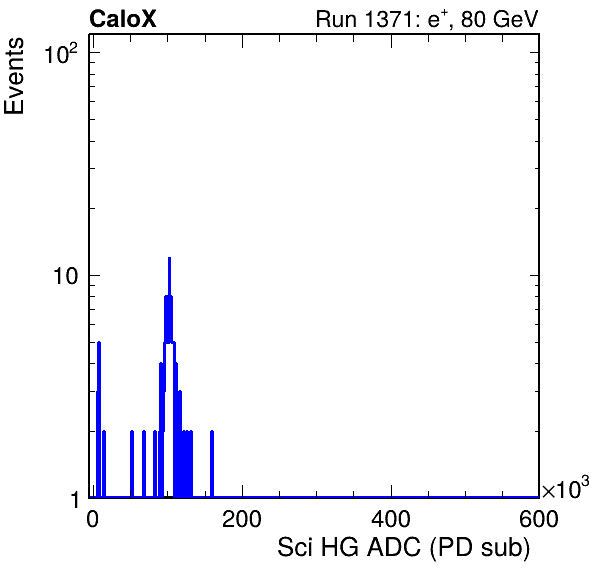 CaloX Run 1371: e⁺, 80 GeV
Events
10²
10
1
0 200 400 600
×10³
Sci HG ADC (PD sub)